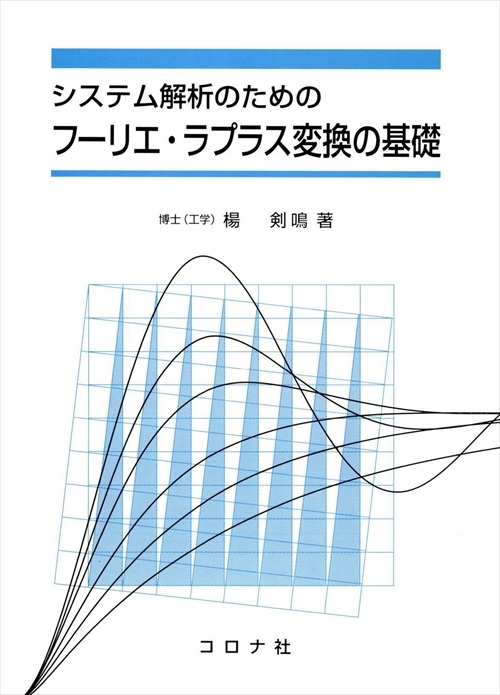 システム解析のための
フーリエ・ラプラス変換の基礎
博士(工学) 楊 剣鳴 著
コロナ社